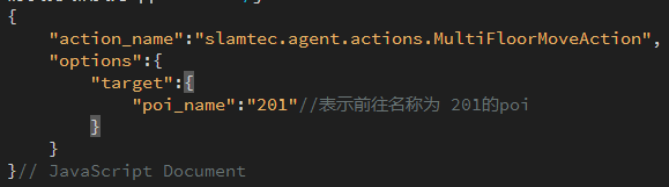 {
"action_name":"slamtec.agent.actions.MultiFloorMoveAction",
"options":{
"target":{
"poi_name":"201"//表示前往名称为 201的poi
}
}
}// JavaScript Document